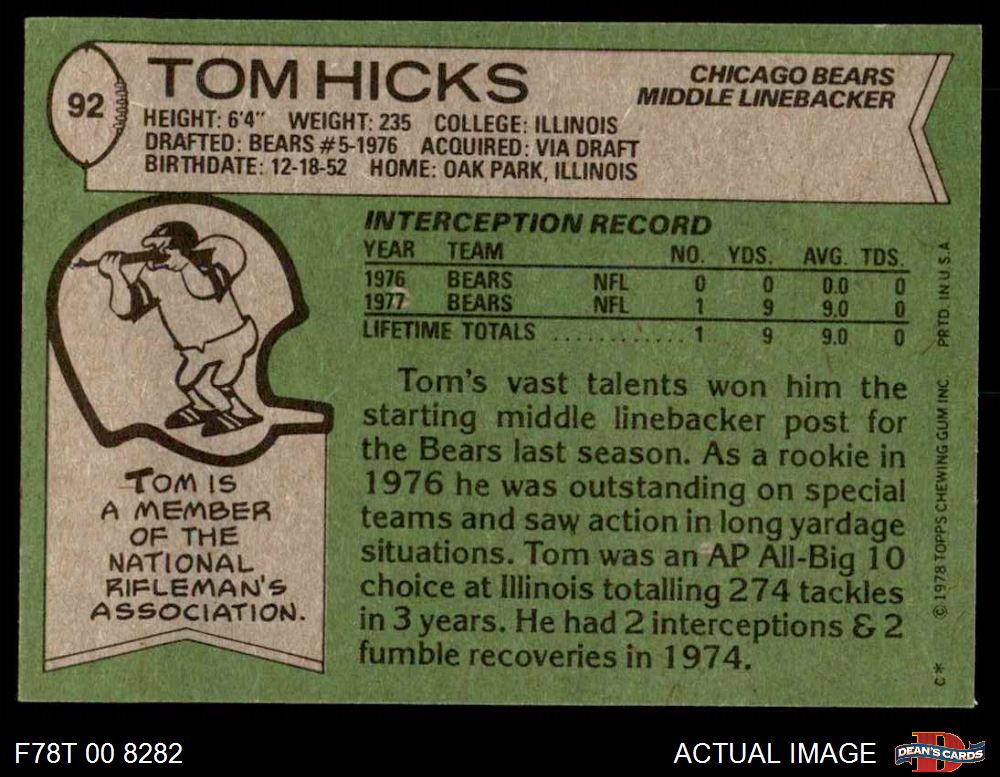 92
TOM HICKS
CHICAGO BEARS
MIDDLE LINEBACKER
HEIGHT: 6'4" WEIGHT: 235 COLLEGE: ILLINOIS
DRAFTED: BEARS #5-1976 ACQUIRED: VIA DRAFT
BIRTHDATE: 12-18-52 HOME: OAK PARK, ILLINOIS
INTERCEPTION RECORD
YEAR TEAM NO. YDS. AVG. TDS.
1976 BEARS NFL 0 0 0.0 0
1977 BEARS NFL 1 9 9.0 0
LIFETIME TOTALS ............ 1 9 9.0 0
Tom's vast talents won him the
starting middle linebacker post for
the Bears last season. As a rookie in
1976 he was outstanding on special
teams and saw action in long yardage
situations. Tom was an AP All-Big 10
choice at Illinois totalling 274 tackles
in 3 years. He had 2 interceptions & 2
fumble recoveries in 1974.
TOM IS
A MEMBER
OF THE
NATIONAL
RIFLEMAN'S
ASSOCIATION.
C* © 1978 TOPPS CHEWING GUM INC. PRTD. IN U.S.A
F78T 00 8282
ACTUAL IMAGE
D
DEAN'S CARDS